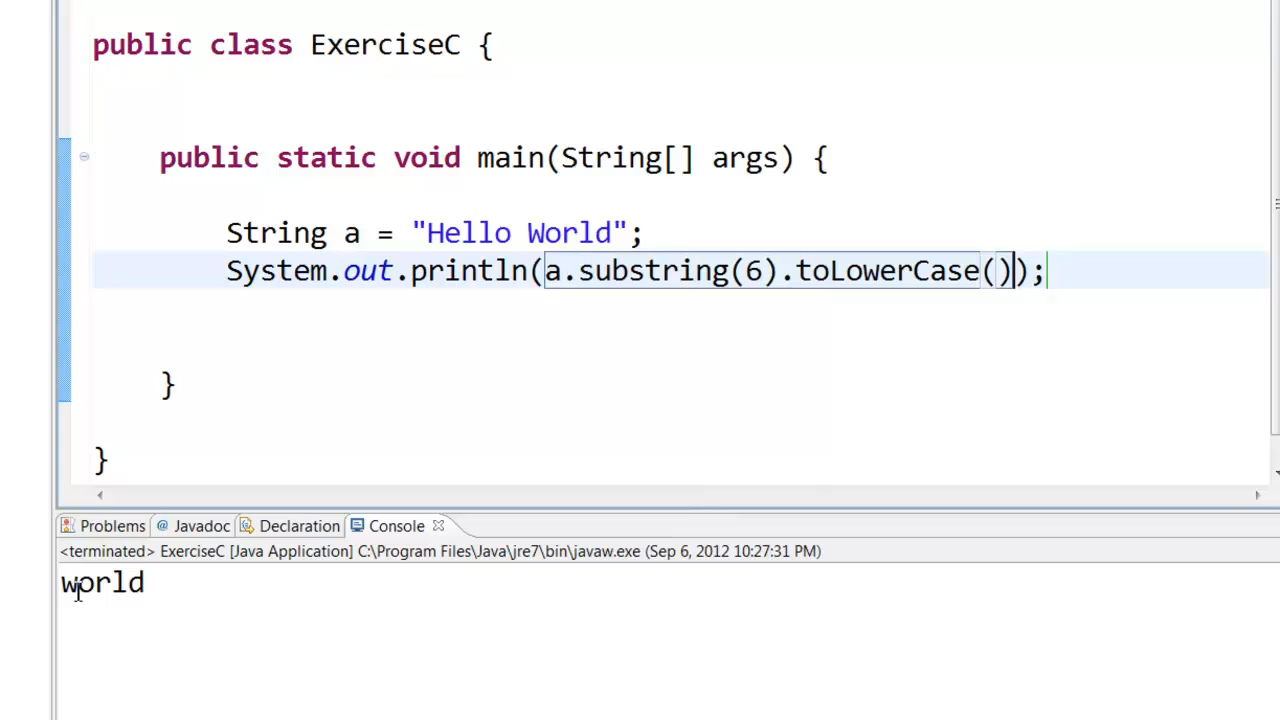 public class ExerciseC {
public static void main(String[] args) {
String a = "Hello World";
System.out.println(a.substring(6).toLowerCase());
}
}
Problems @ Javadoc Declaration Console
<terminated> ExerciseC [Java Application] C:\Program Files\Java\jre7\bin\javaw.exe (Sep 6, 2012 10:27:31 PM)
world